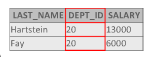 LAST_NAME DEPT_ID SALARY
Hartstein 20 13000
Fay 20 6000